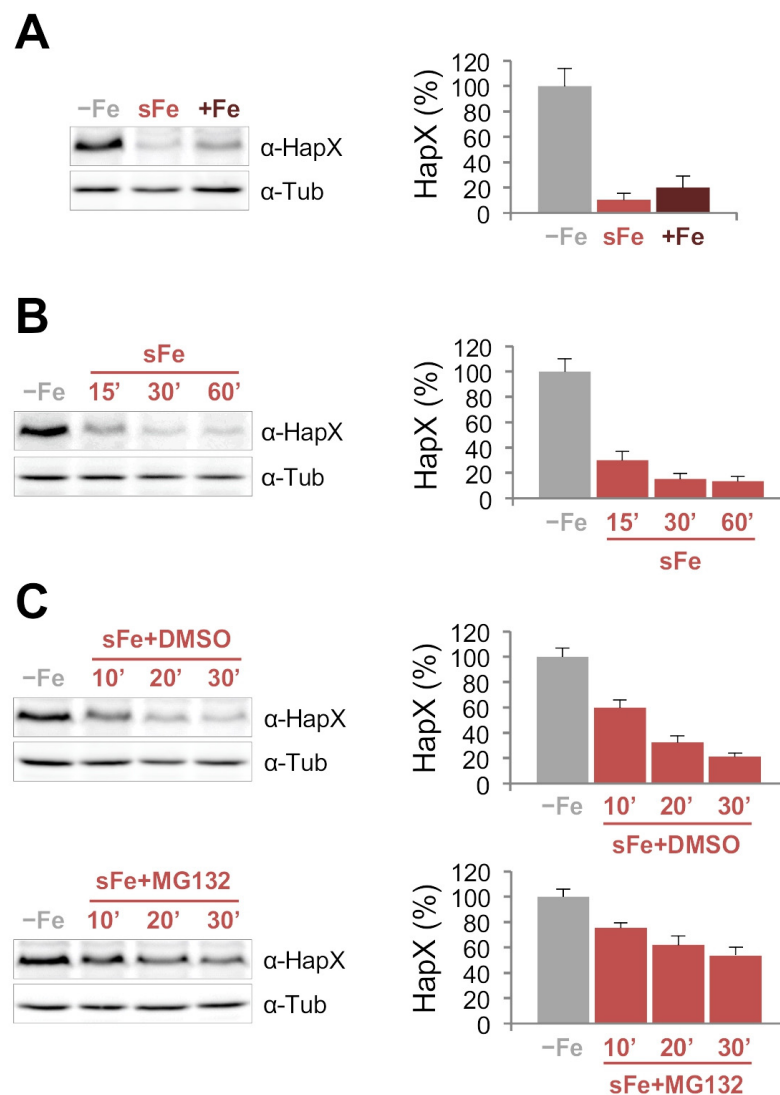 A
−Fe sFe +Fe
α-HapX
α-Tub
HapX (%)
120
100
80
60
40
20
0
−Fe sFe +Fe
B
sFe
−Fe 15’ 30’ 60’
α-HapX
α-Tub
HapX (%)
120
100
80
60
40
20
0
−Fe 15’ 30’ 60’
sFe
C
sFe+DMSO
−Fe 10’ 20’ 30’
α-HapX
α-Tub
HapX (%)
120
100
80
60
40
20
0
−Fe 10’ 20’ 30’
sFe+DMSO
sFe+MG132
−Fe 10’ 20’ 30’
α-HapX
α-Tub
HapX (%)
120
100
80
60
40
20
0
−Fe 10’ 20’ 30’
sFe+MG132